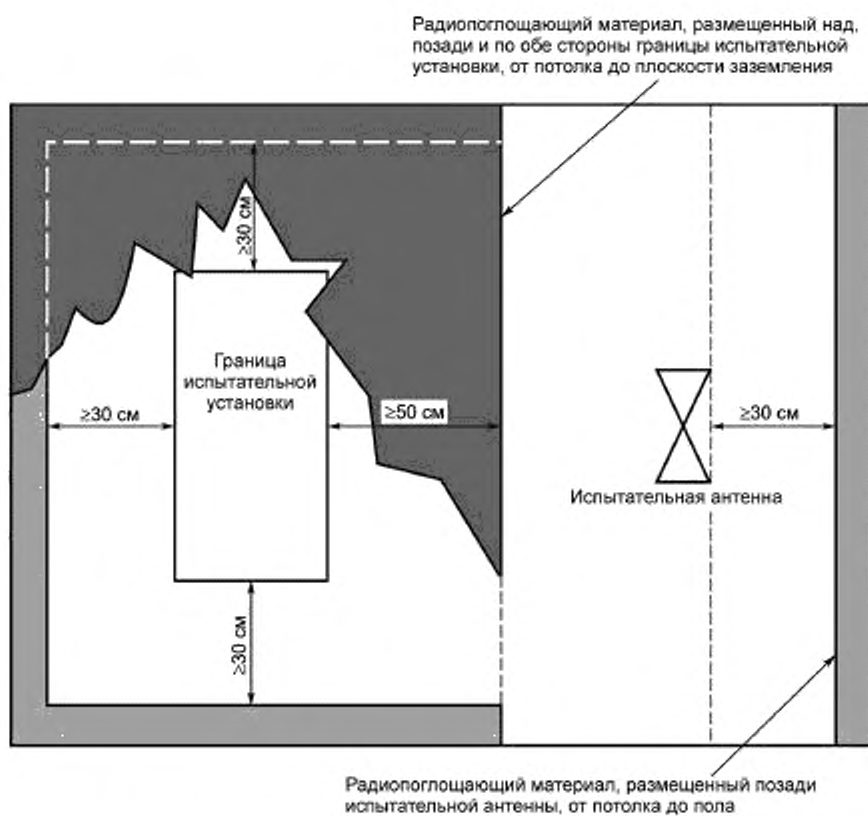 Радиопоглощающий материал, размещенный над,
позади и по обе стороны границы испытательной
установки, от потолка до плоскости заземления
≥30 см
Граница
испытательной
установки
≥30 см
≥50 см
≥30 см
Испытательная антенна
≥30 см
Радиопоглощающий материал, размещенный позади
испытательной антенны, от потолка до пола